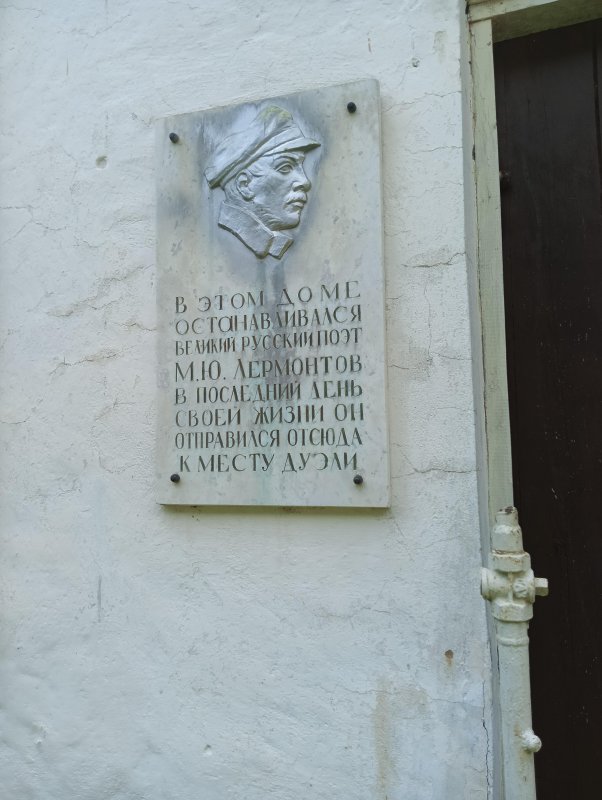 В ЭТОМ ДОМЕ
ОСТАНАВЛИВАЛСЯ
ВЕЛИКИЙ РУССКИЙ ПОЭТ
М.Ю. ЛЕРМОНТОВ
В ПОСЛЕДНИЙ ДЕНЬ
СВОЕЙ ЖИЗНИ ОН
ОТПРАВИЛСЯ ОТСЮДА
К МЕСТУ ДУЭЛИ